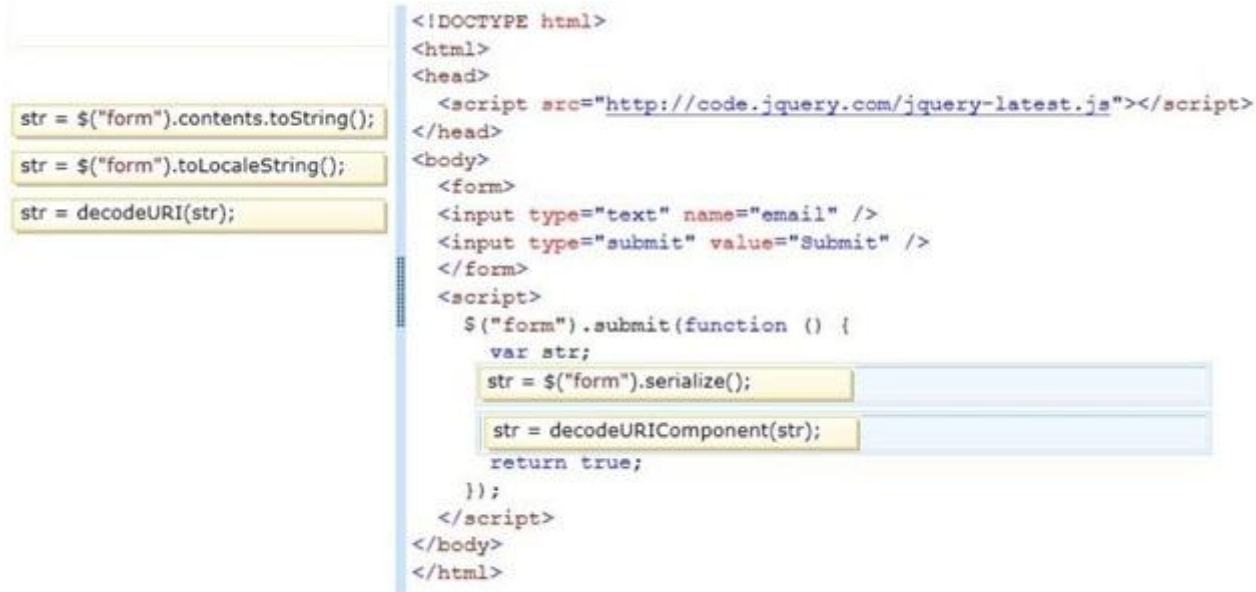 str = $("form").contents.toString();
str = $("form").toLocaleString();
str = decodeURI(str);
<!DOCTYPE html>
<html>
<head>
<script src="http://code.jquery.com/jquery-latest.js"></script>
</head>
<body>
<form>
<input type="text" name="email" />
<input type="submit" value="Submit" />
</form>
<script>
$("form").submit(function () {
var str;
str = $("form").serialize();
str = decodeURIComponent(str);
return true;
});
</script>
</body>
</html>